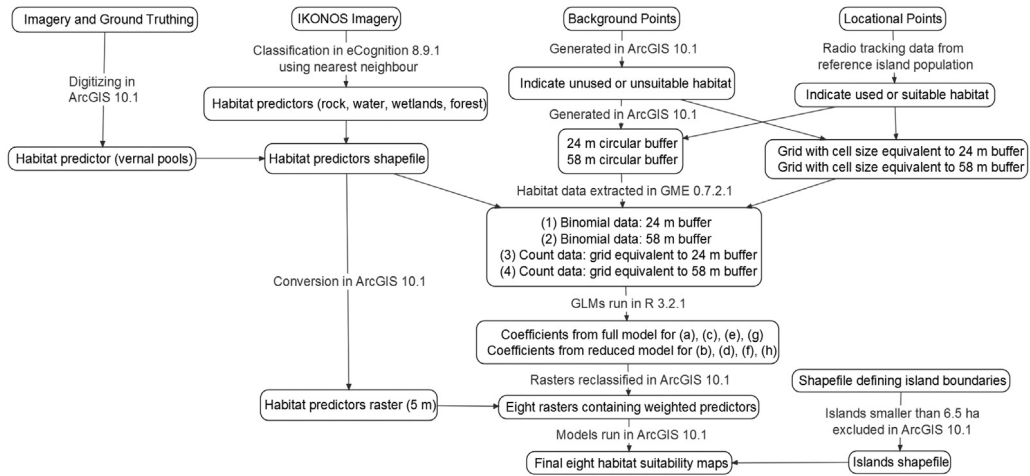 Imagery and Ground Truthing
IKONOS Imagery
Background Points
Locational Points
Classification in eCognition 8.9.1
using nearest neighbour
Generated in ArcGIS 10.1
Radio tracking data from
reference island population
Digitizing in
ArcGIS 10.1
Indicate unused or unsuitable habitat
Habitat predictors (rock, water, wetlands, forest)
Indicate used or suitable habitat
Generated in ArcGIS 10.1
24 m circular buffer
58 m circular buffer
Grid with cell size equivalent to 24 m buffer
Grid with cell size equivalent to 58 m buffer
Habitat predictor (vernal pools)
Habitat predictors shapefile
Habitat data extracted in GME 0.7.2.1
(1) Binomial data: 24 m buffer
(2) Binomial data: 58 m buffer
(3) Count data: grid equivalent to 24 m buffer
(4) Count data: grid equivalent to 58 m buffer
Conversion in ArcGIS 10.1
GLMs run in R 3.2.1
Coefficients from full model for (a), (c), (e), (g)
Coefficients from reduced model for (b), (d), (f), (h)
Rasters reclassified in ArcGIS 10.1
Shapefile defining island boundaries
Habitat predictors raster (5 m)
Eight rasters containing weighted predictors
Islands smaller than 6.5 ha
excluded in ArcGIS 10.1
Models run in ArcGIS 10.1
Final eight habitat suitability maps
Islands shapefile